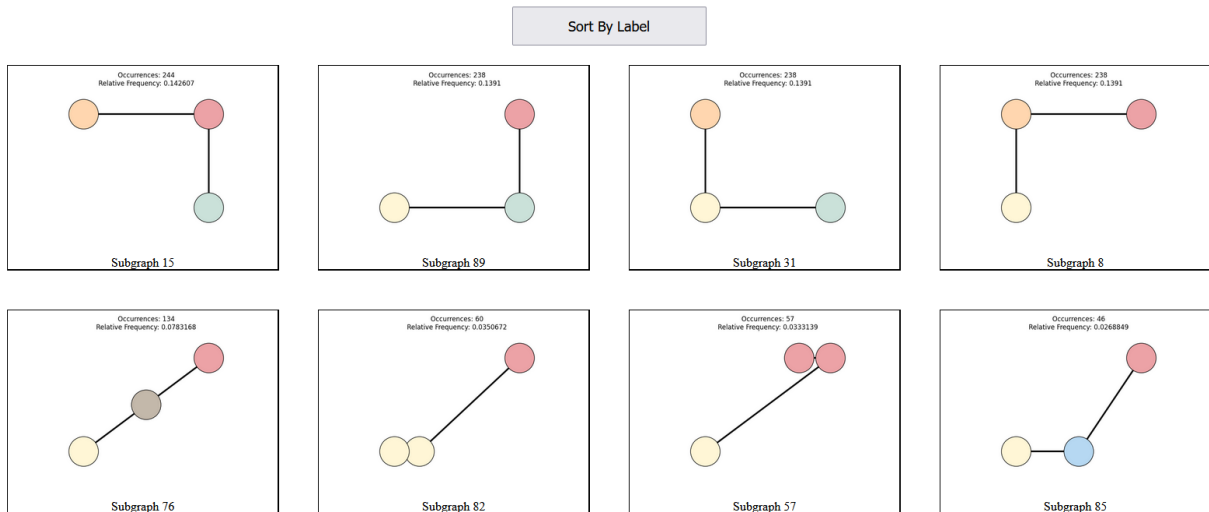 Sort By Label
Occurrences: 244
Relative Frequency: 0.142607
Subgraph 15
Occurrences: 238
Relative Frequency: 0.1391
Subgraph 89
Occurrences: 238
Relative Frequency: 0.1391
Subgraph 31
Occurrences: 238
Relative Frequency: 0.1391
Subgraph 8
Occurrences: 134
Relative Frequency: 0.0783168
Subgraph 76
Occurrences: 60
Relative Frequency: 0.0350672
Subgraph 82
Occurrences: 57
Relative Frequency: 0.0333139
Subgraph 57
Occurrences: 46
Relative Frequency: 0.0268849
Subgraph 85